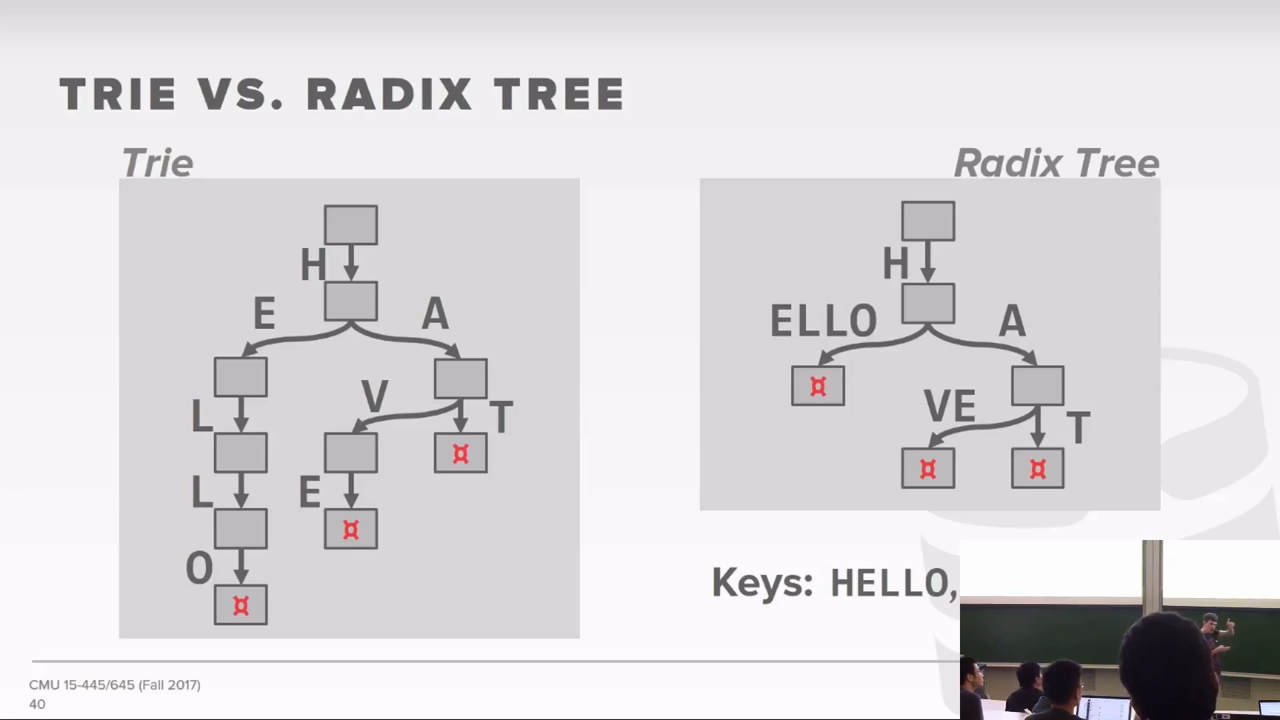 TRIE VS. RADIX TREE
Trie
Radix Tree
H
E
A
L
V
T
L
E
O
¤
¤
¤
H
ELLO
A
VE
T
¤
¤
¤
Keys: HELLO,
CMU 15-445/645 (Fall 2017)
40